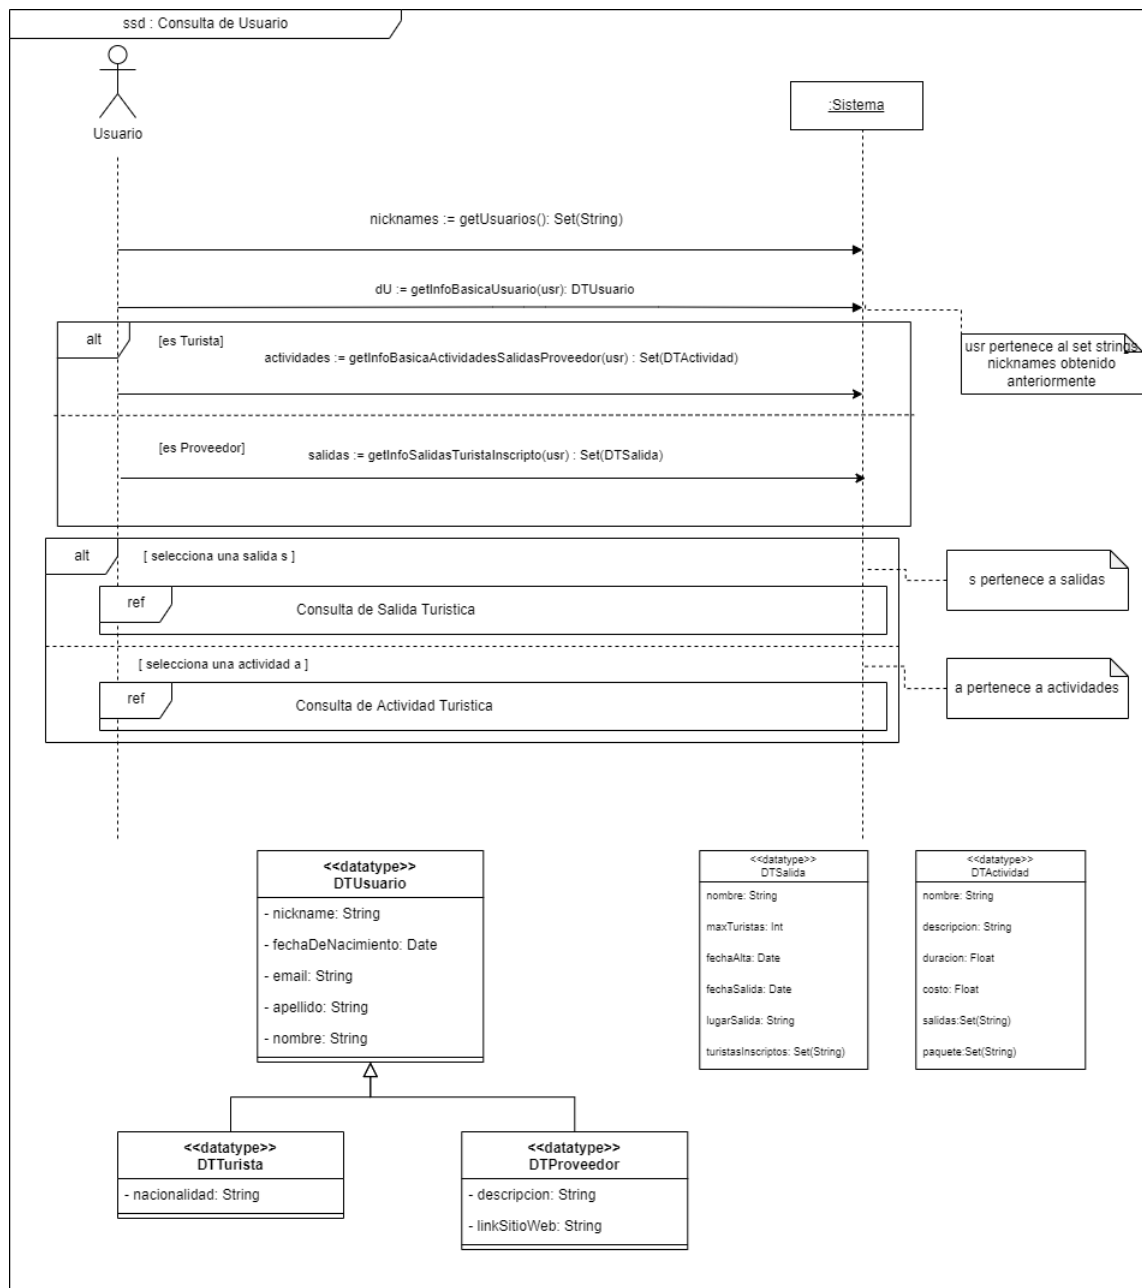 ssd : Consulta de Usuario
Usuario
:Sistema
nicknames := getUsuarios(): Set(String)
dU := getInfoBasicaUsuario(usr): DTUsuario
alt
[es Turista]
actividades := getInfoBasicaActividadesSalidasProveedor(usr) : Set(DTActividad)
usr pertenece al set strings
nicknames obtenido
anteriormente
[es Proveedor]
salidas := getInfoSalidasTuristaInscripto(usr) : Set(DTSalida)
alt
[ selecciona una salida s ]
s pertenece a salidas
ref
Consulta de Salida Turistica
[ selecciona una actividad a ]
a pertenece a actividades
ref
Consulta de Actividad Turistica
<<datatype>>
DTUsuario
- nickname: String
- fechaDeNacimiento: Date
- email: String
- apellido: String
- nombre: String
<<datatype>>
DTSalida
nombre: String
maxTuristas: Int
fechaAlta: Date
fechaSalida: Date
lugarSalida: String
turistasInscriptos: Set(String)
<<datatype>>
DTActividad
nombre: String
descripcion: String
duracion: Float
costo: Float
salidas:Set(String)
paquete:Set(String)
<<datatype>>
DTTurista
- nacionalidad: String
<<datatype>>
DTProveedor
- descripcion: String
- linkSitioWeb: String